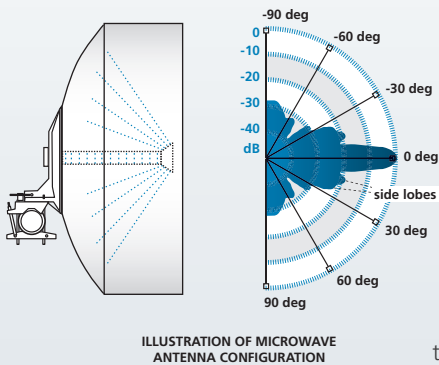 -90 deg
0
-60 deg
-10
-20
-30 deg
-30
-40
dB
0 deg
side lobes
30 deg
60 deg
90 deg
ILLUSTRATION OF MICROWAVE
ANTENNA CONFIGURATION
t